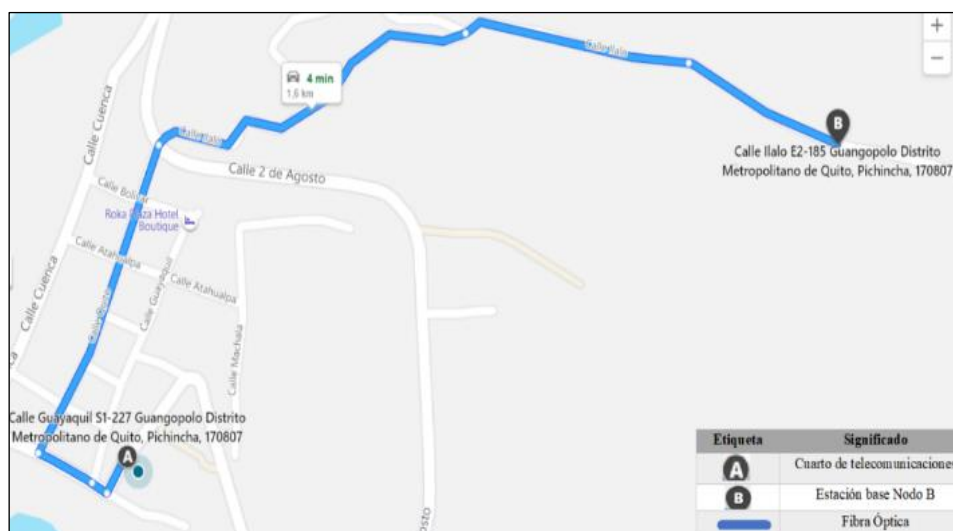 Calle Ilalo
4 min
1,6 km
B
Calle Ilalo
Calle Ilalo E2-185 Guangopolo Distrito
Metropolitano de Quito, Pichincha, 170807
Calle Cuenca
Calle 2 de Agosto
Calle Bolívar
Roka Plaza Hotel
Boutique
Calle Atahualpa
Calle Atahualpa
Calle Cuenca
Calle Guayaquil
Calle Quito
Calle Machala
Calle Guayaquil S1-227 Guangopolo Distrito
Metropolitano de Quito, Pichincha, 170807
A
osto
Etiqueta Significado
A Cuarto de telecomunicaciones
B Estación base Nodo B
Fibra Óptica